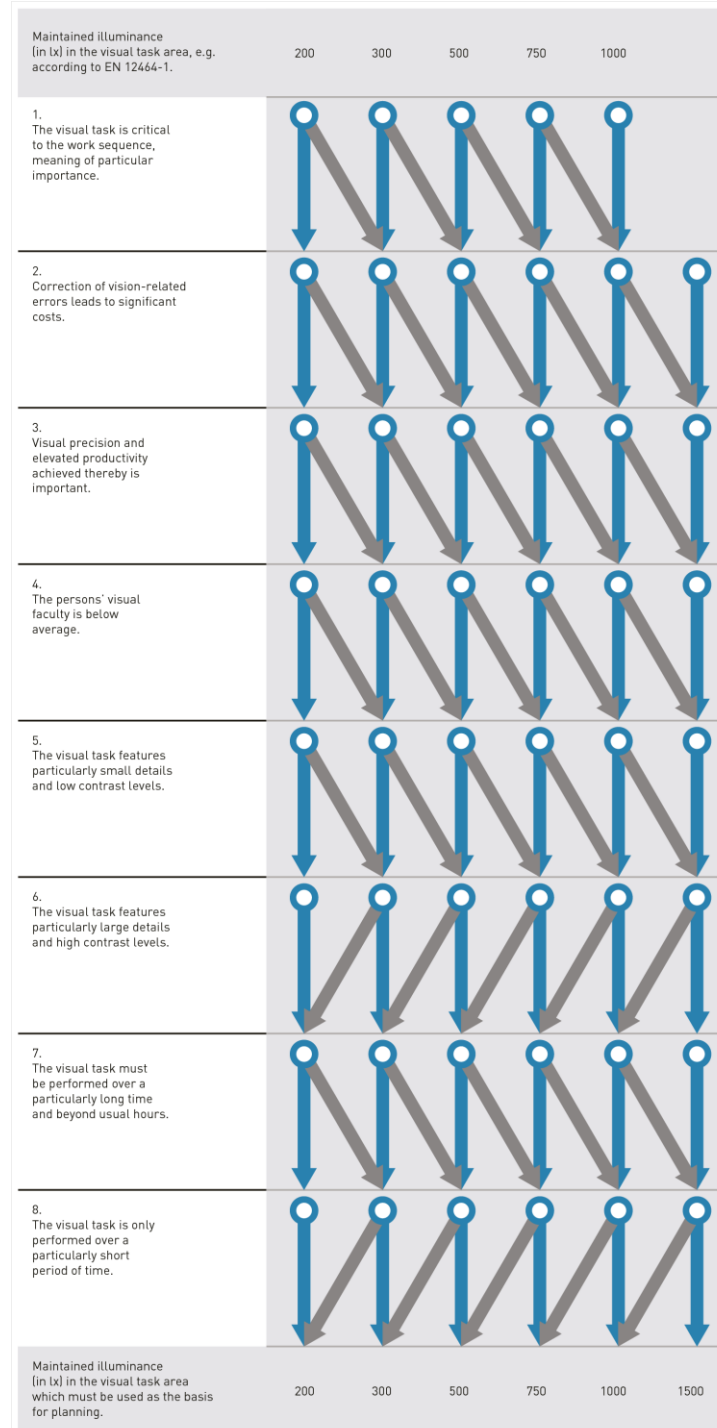 Maintained illuminance
(in lx) in the visual task area, e.g.
according to EN 12464-1.
200 300 500 750 1000
1.
The visual task is critical
to the work sequence,
meaning of particular
importance.
2.
Correction of vision-related
errors leads to significant
costs.
3.
Visual precision and
elevated productivity
achieved thereby is
important.
4.
The persons’ visual
faculty is below
average.
5.
The visual task features
particularly small details
and low contrast levels.
6.
The visual task features
particularly large details
and high contrast levels.
7.
The visual task must
be performed over a
particularly long time
and beyond usual hours.
8.
The visual task is only
performed over a
particularly short
period of time.
Maintained illuminance
(in lx) in the visual task area
which must be used as the basis
for planning.
200 300 500 750 1000 1500